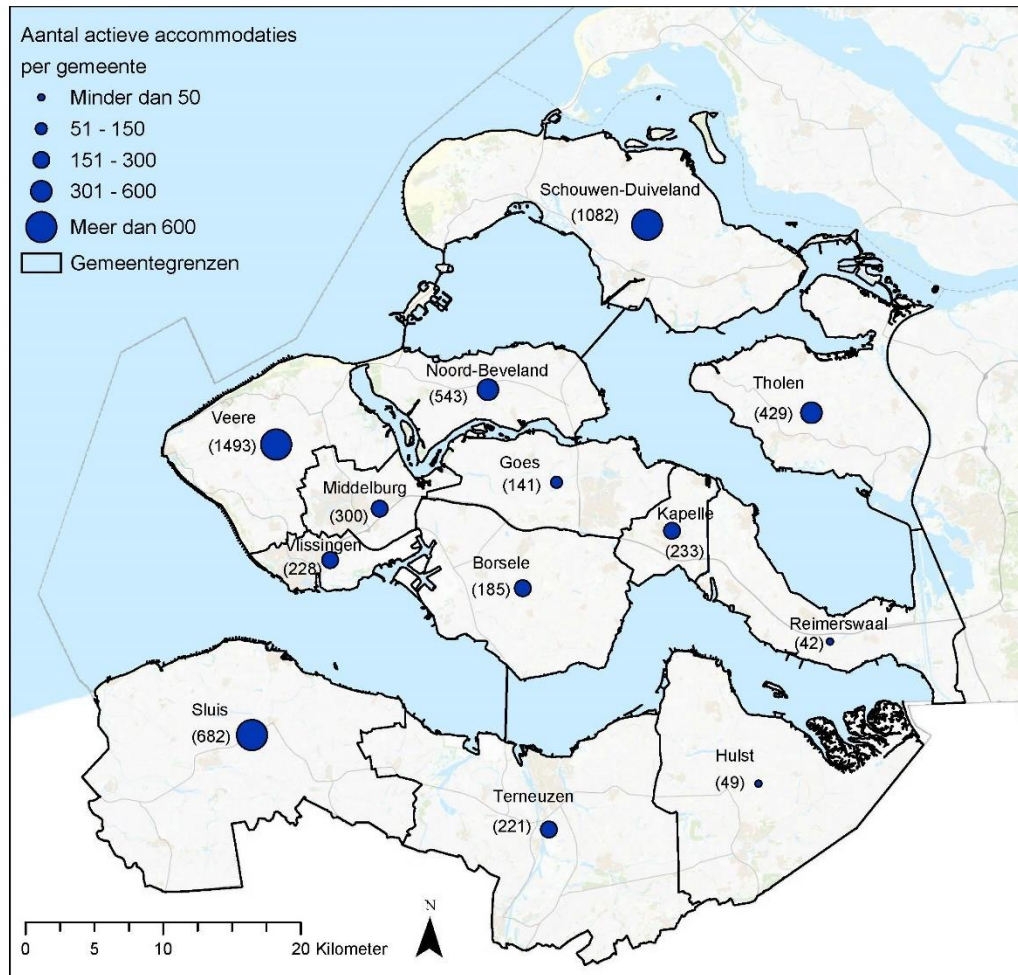 Aantal actieve accommodaties
per gemeente
Minder dan 50
51 - 150
151 - 300
301 - 600
Meer dan 600
Gemeentegrenzen
Schouwen-Duiveland
(1082)
Noord-Beveland
(543)
Tholen
(429)
Veere
(1493)
Goes
(141)
Middelburg
(300)
Kapelle
(233)
Vlissingen
(228)
Borsele
(185)
Reimerswaal
(42)
Sluis
(682)
Hulst
(49)
Terneuzen
(221)
N
0 5 10 20 Kilometer